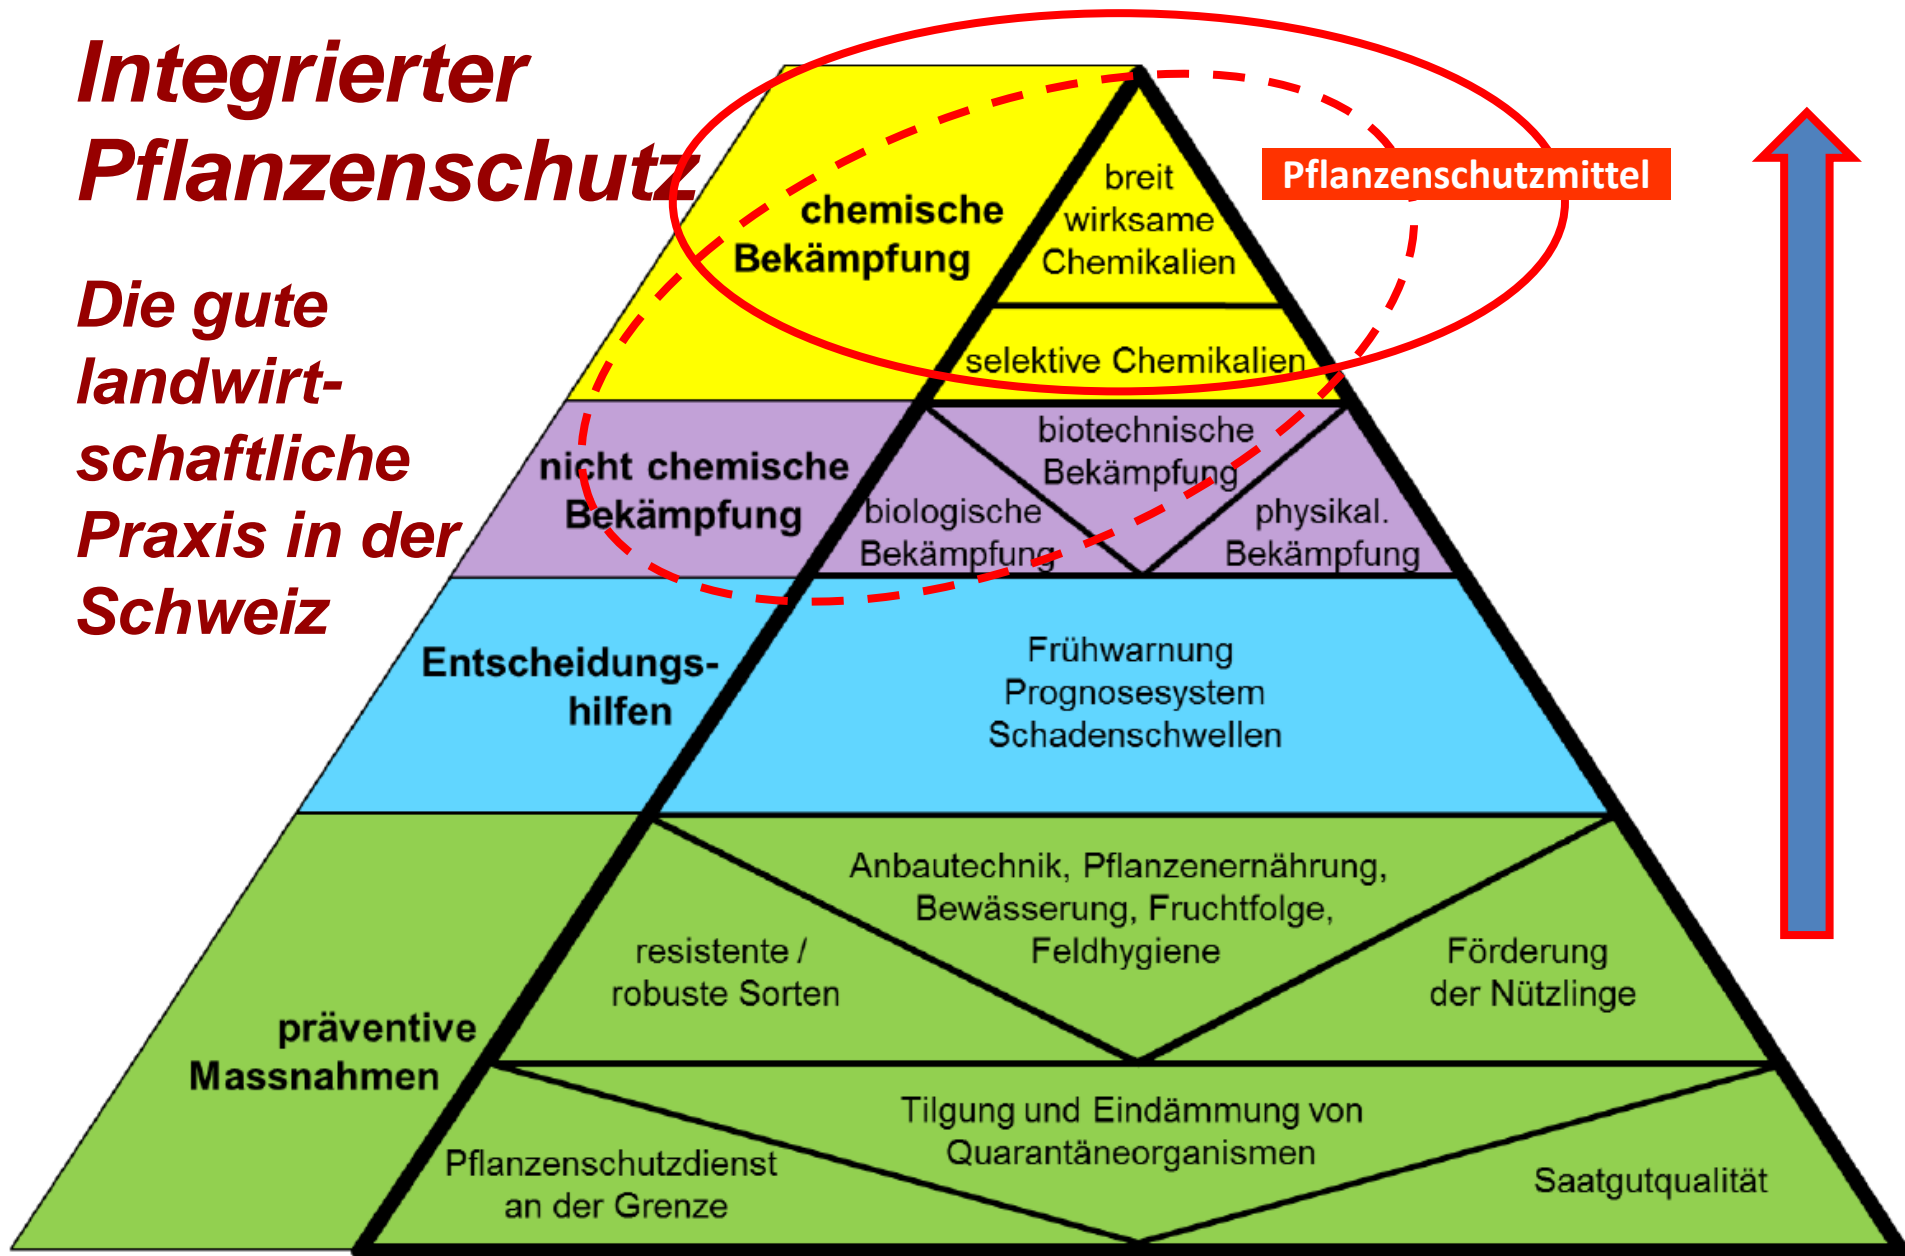 Integrierter
Pflanzenschutz
Die gute
landwirt-
schaftliche
Praxis in der
Schweiz
Pflanzenschutzmittel
chemische
Bekämpfung
breit
wirksame
Chemikalien
selektive Chemikalien
nicht chemische
Bekämpfung
biotechnische
Bekämpfung
biologische
Bekämpfung
physikal.
Bekämpfung
Entscheidungs-
hilfen
Frühwarnung
Prognosesystem
Schadenschwellen
präventive
Massnahmen
Anbautechnik, Pflanzenernährung,
Bewässerung, Fruchtfolge,
Feldhygiene
resistente /
robuste Sorten
Förderung
der Nützlinge
Tilgung und Eindämmung von
Quarantäneorganismen
Pflanzenschutzdienst
an der Grenze
Saatgutqualität